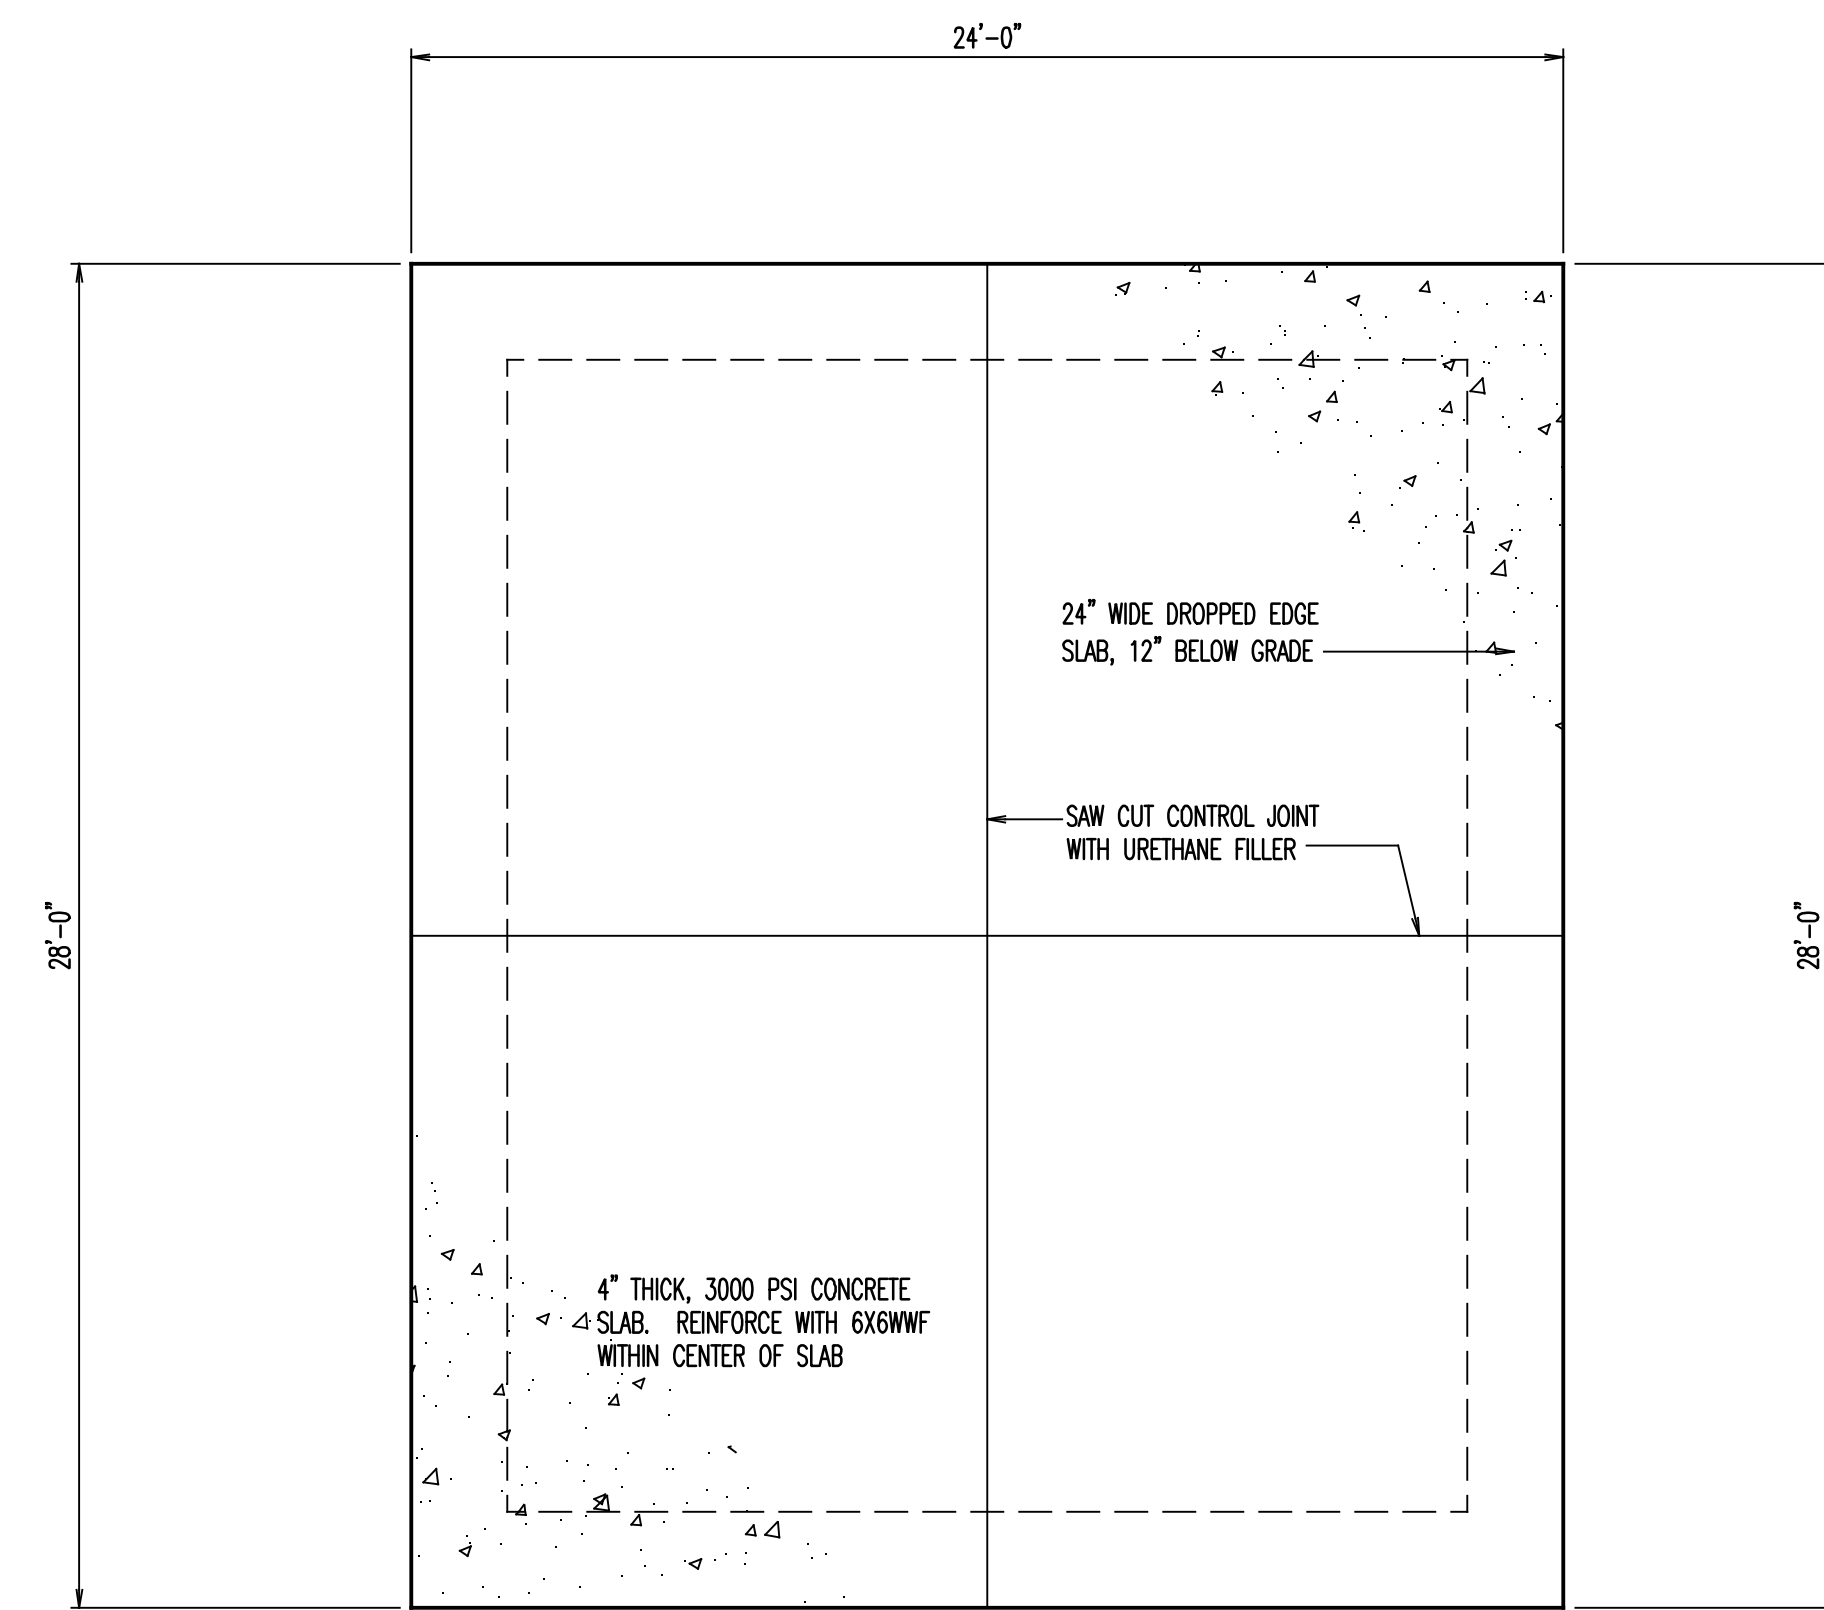 24'-0"
24" WIDE DROPPED EDGE
SLAB, 12" BELOW GRADE
SAW CUT CONTROL JOINT
WITH URETHANE FILLER
28'-0"
28'-0"
4" THICK, 3000 PSI CONCRETE
SLAB. REINFORCE WITH 6X6WWF
WITHIN CENTER OF SLAB